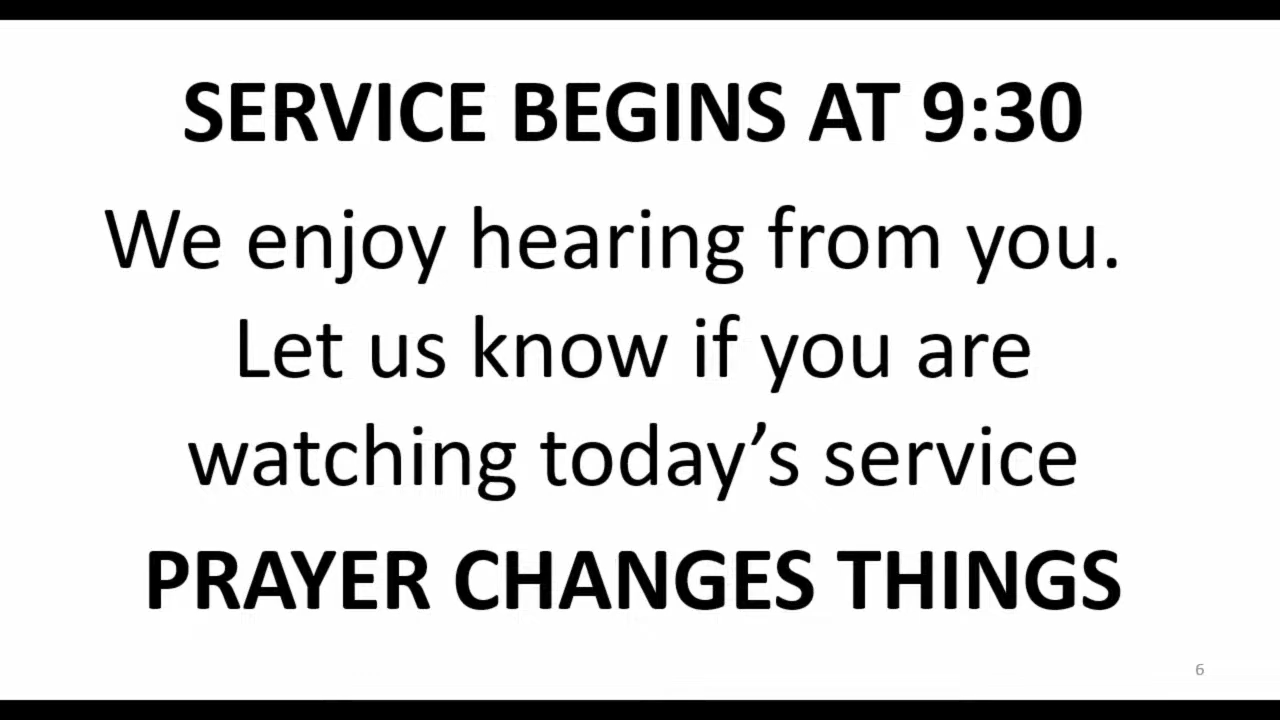 SERVICE BEGINS AT 9:30
We enjoy hearing from you.
Let us know if you are
watching today’s service
PRAYER CHANGES THINGS
6